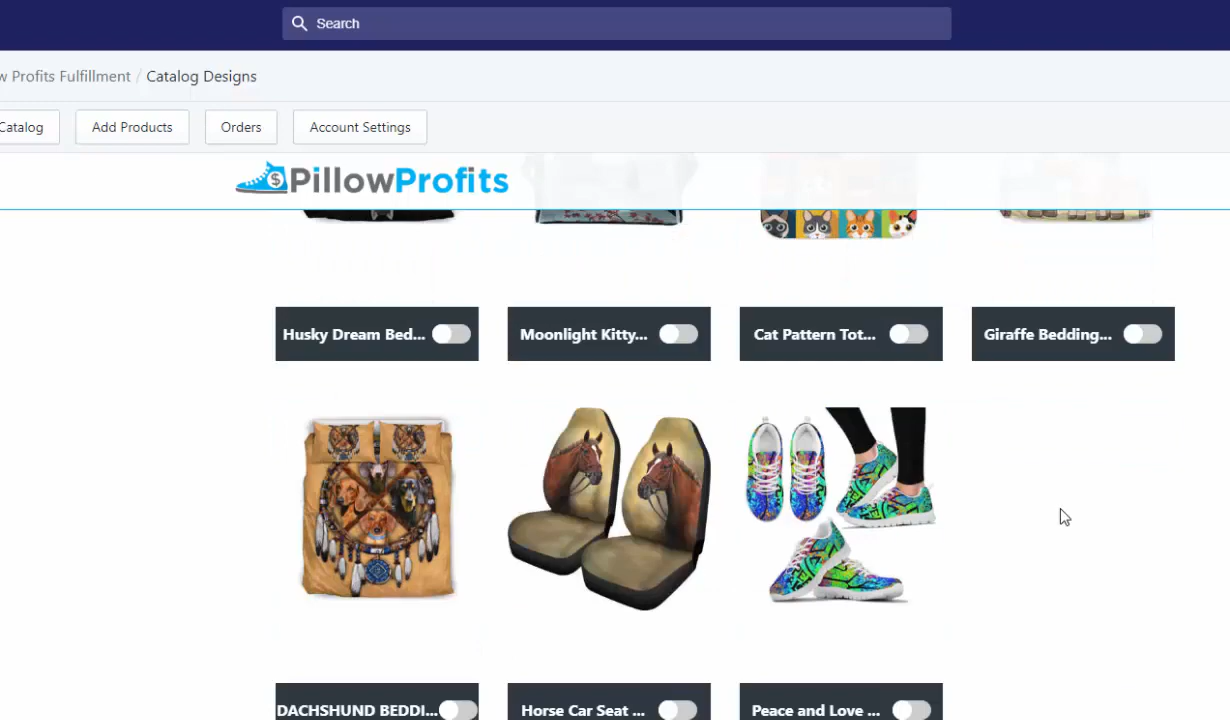 Search
w Profits Fulfillment / Catalog Designs
Catalog
Add Products
Orders
Account Settings
$
PillowProfits
Husky Dream Bed...
Moonlight Kitty...
Cat Pattern Tot...
Giraffe Bedding...
DACHSHUND BEDDI...
Horse Car Seat ...
Peace and Love ...